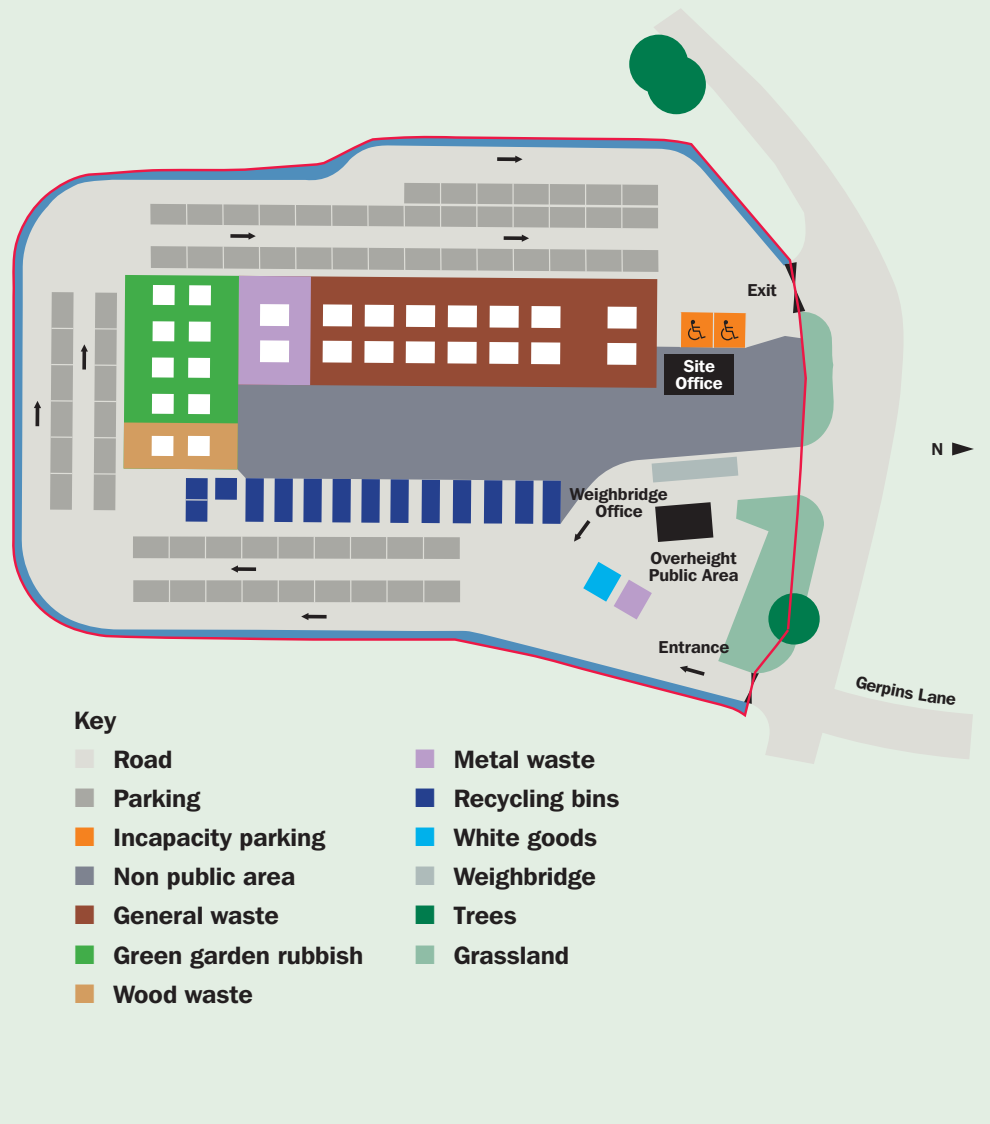 Exit
Site
Office
N
Weighbridge
Office
Overheight
Public Area
Entrance
Gerpins Lane
Key
Road
Parking
Incapacity parking
Non public area
General waste
Green garden rubbish
Wood waste
Metal waste
Recycling bins
White goods
Weighbridge
Trees
Grassland